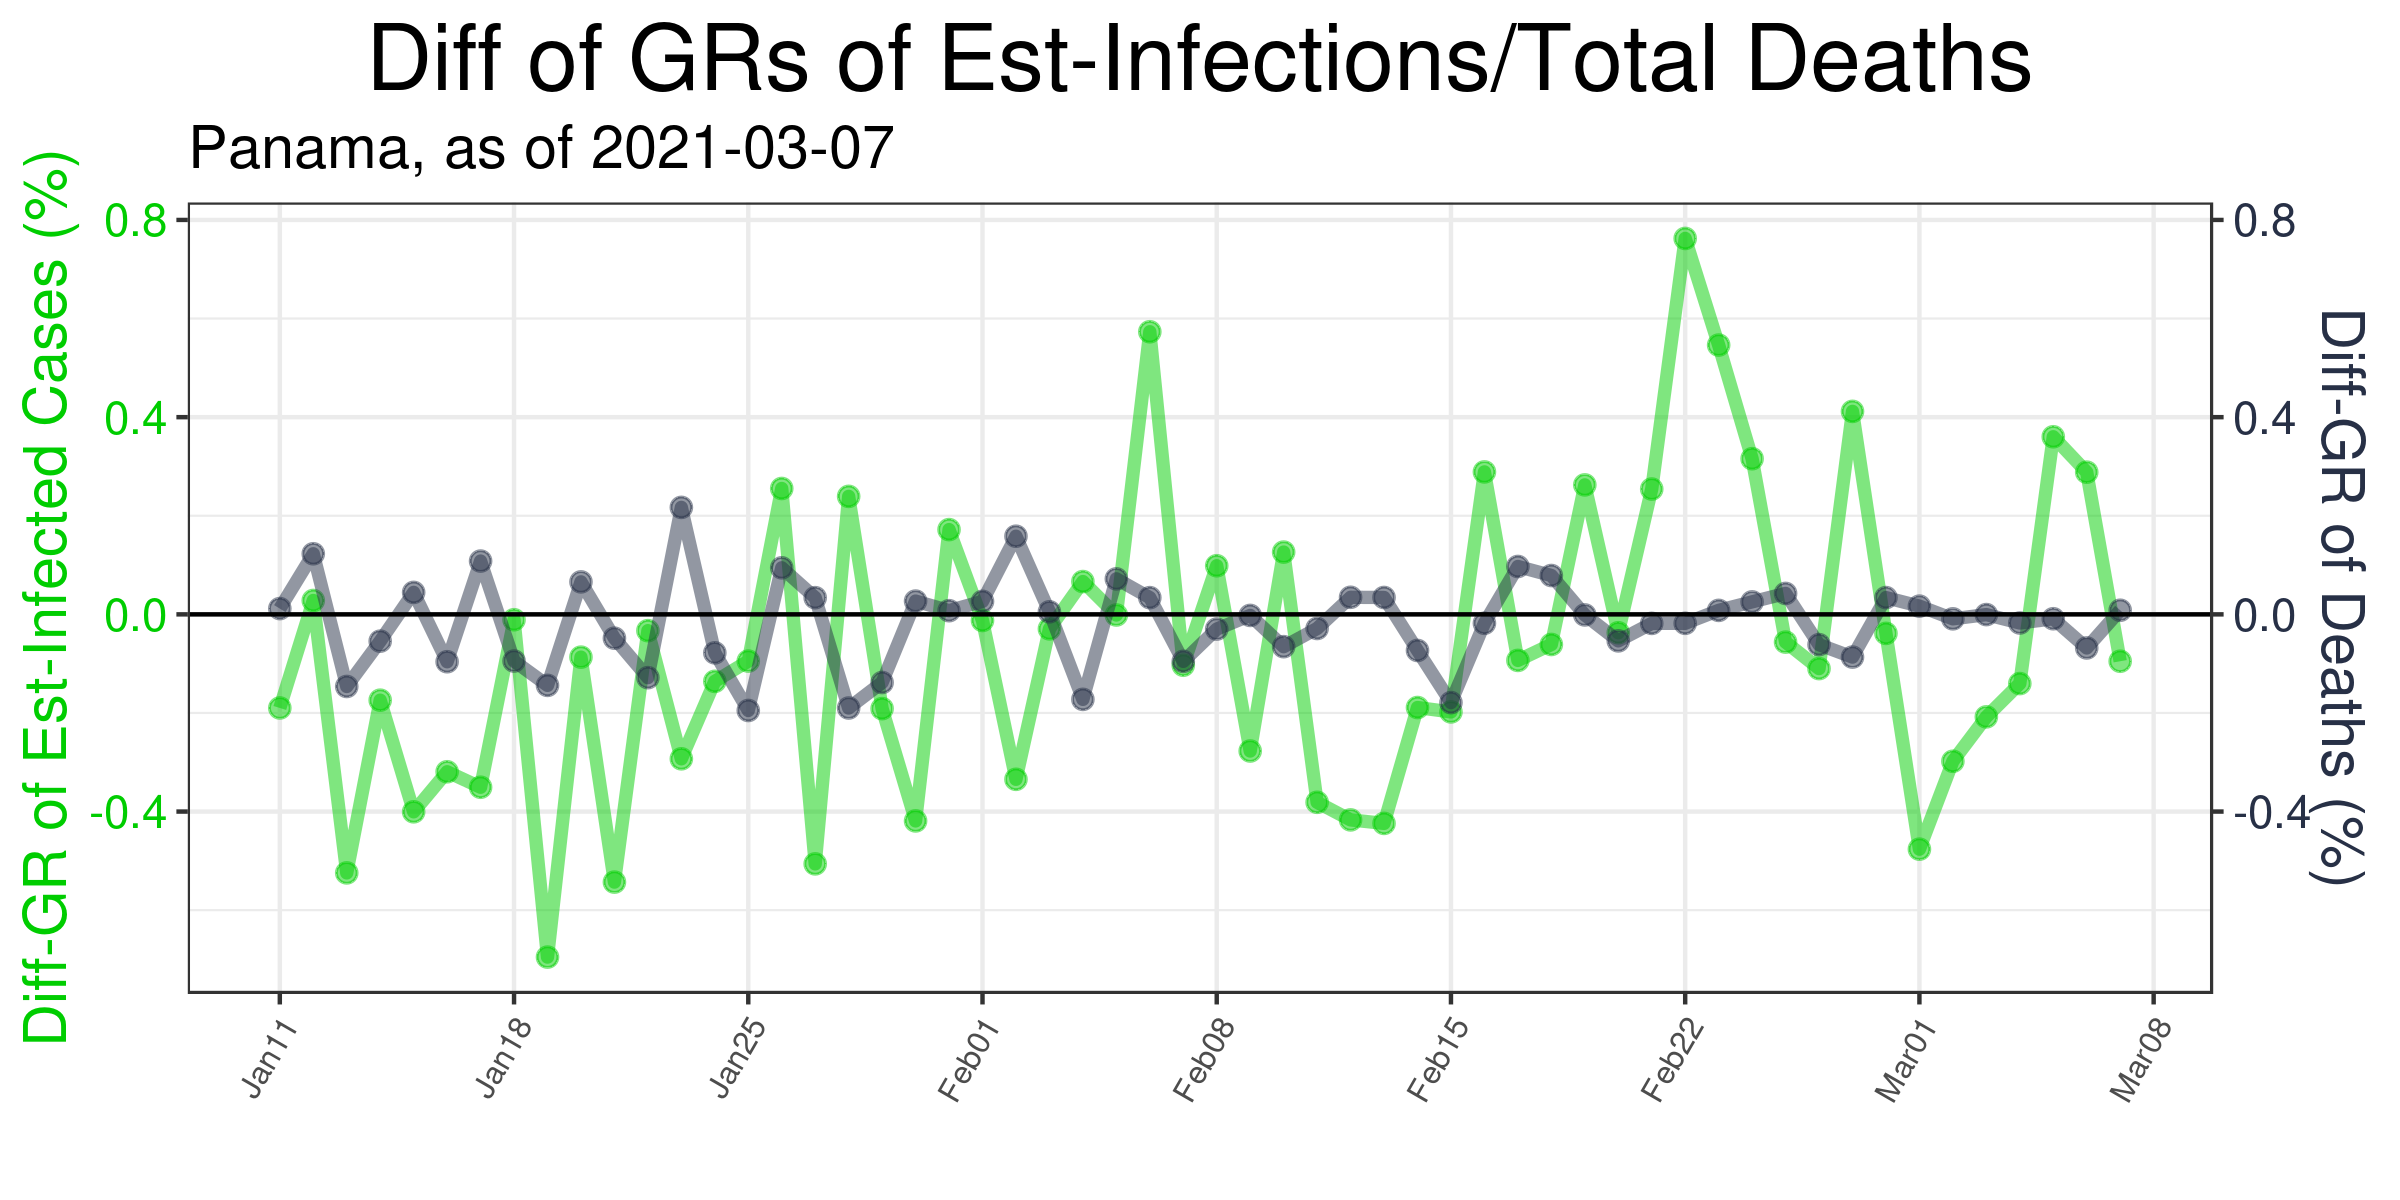 Diff of GRs of Est-Infections/Total Deaths
Panama, as of 2021-03-07
Diff-GR of Est-Infected Cases (%)
0.8
0.4
0.0
-0.4
0.8
0.4
0.0
-0.4
Diff-GR of Deaths (%)
Jan11
Jan18
Jan25
Feb01
Feb08
Feb15
Feb22
Mar01
Mar08